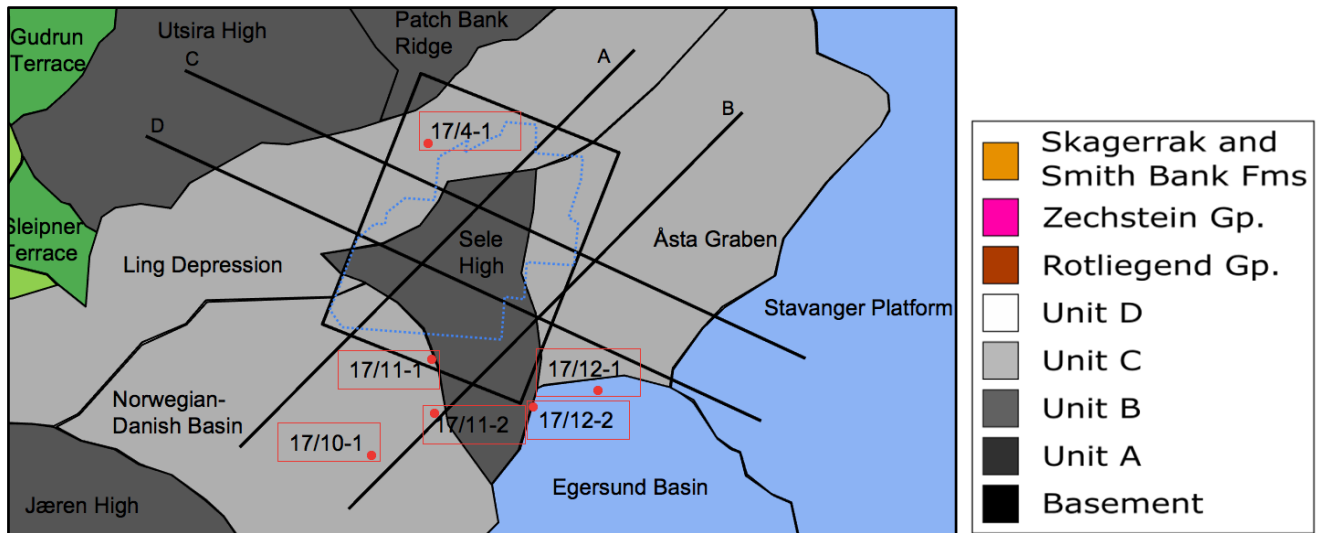 Gudrun
Terrace
Utsira High
Patch Bank
Ridge
C
A
B
D
17/4-1
Sleipner
Terrace
Ling Depression
Sele
High
Åsta Graben
Stavanger Platform
17/11-1
17/12-1
Norwegian-
Danish Basin
17/11-2
17/12-2
17/10-1
Egersund Basin
Jæren High
Skagerrak and
Smith Bank Fms
Zechstein Gp.
Rotliegend Gp.
Unit D
Unit C
Unit B
Unit A
Basement